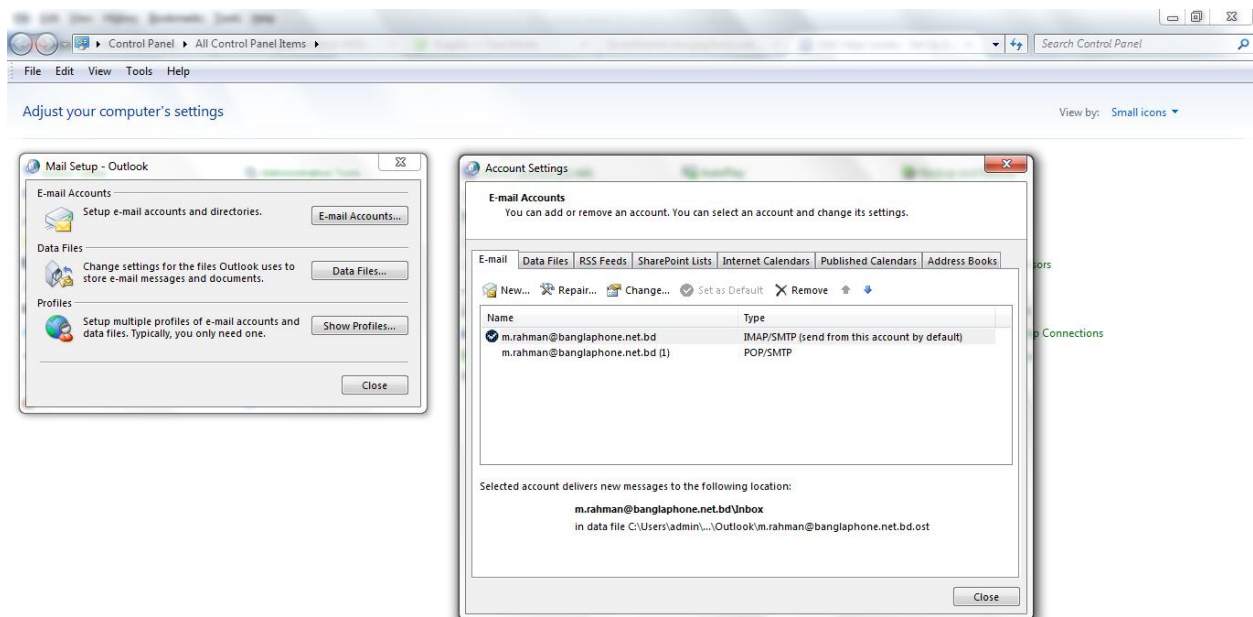 Control Panel ▸ All Control Panel Items ▸
Search Control Panel
File Edit View Tools Help
Adjust your computer's settings
View by: Small icons
Mail Setup - Outlook
E-mail Accounts
Setup e-mail accounts and directories.
E-mail Accounts...
Data Files
Change settings for the files Outlook uses to
store e-mail messages and documents.
Data Files...
Profiles
Setup multiple profiles of e-mail accounts and
data files. Typically, you only need one.
Show Profiles...
Close
Account Settings
E-mail Accounts
You can add or remove an account. You can select an account and change its settings.
E-mail Data Files RSS Feeds SharePoint Lists Internet Calendars Published Calendars Address Books
New... Repair... Change... Set as Default Remove
Name Type
m.rahman@banglaphone.net.bd IMAP/SMTP (send from this account by default)
m.rahman@banglaphone.net.bd (1) POP/SMTP
Selected account delivers new messages to the following location:
m.rahman@banglaphone.net.bd\Inbox
in data file C:\Users\admin\...\Outlook\m.rahman@banglaphone.net.bd.ost
Close
Connections